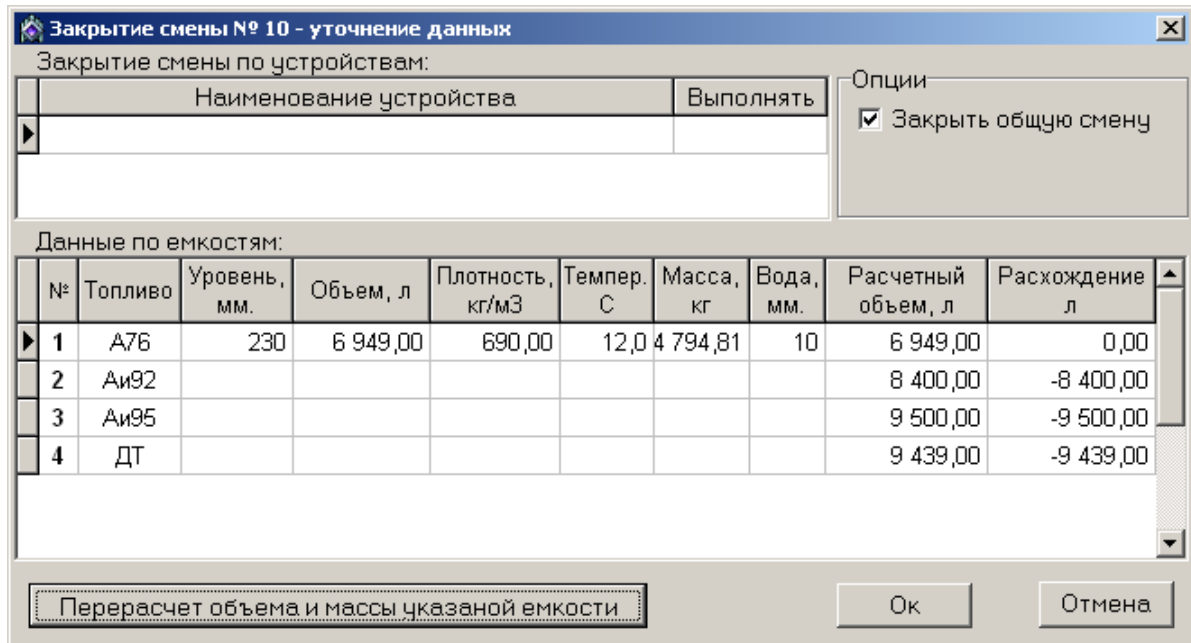 Закрытие смены № 10 - уточнение данных
Закрытие смены по устройствам:
Наименование устройства Выполнять
Опции
Закрыть общую смену
Данные по емкостям:
№ Топливо Уровень, мм. Объем, л Плотность, кг/м3 Темпер. С Масса, кг Вода, мм. Расчетный объем, л Расхождение л
1 А76 230 6 949,00 690,00 12,0 4 794,81 10 6 949,00 0,00
2 Аи92 8 400,00 -8 400,00
3 Аи95 9 500,00 -9 500,00
4 ДТ 9 439,00 -9 439,00
Перерасчет объема и массы указаной емкости Ок Отмена